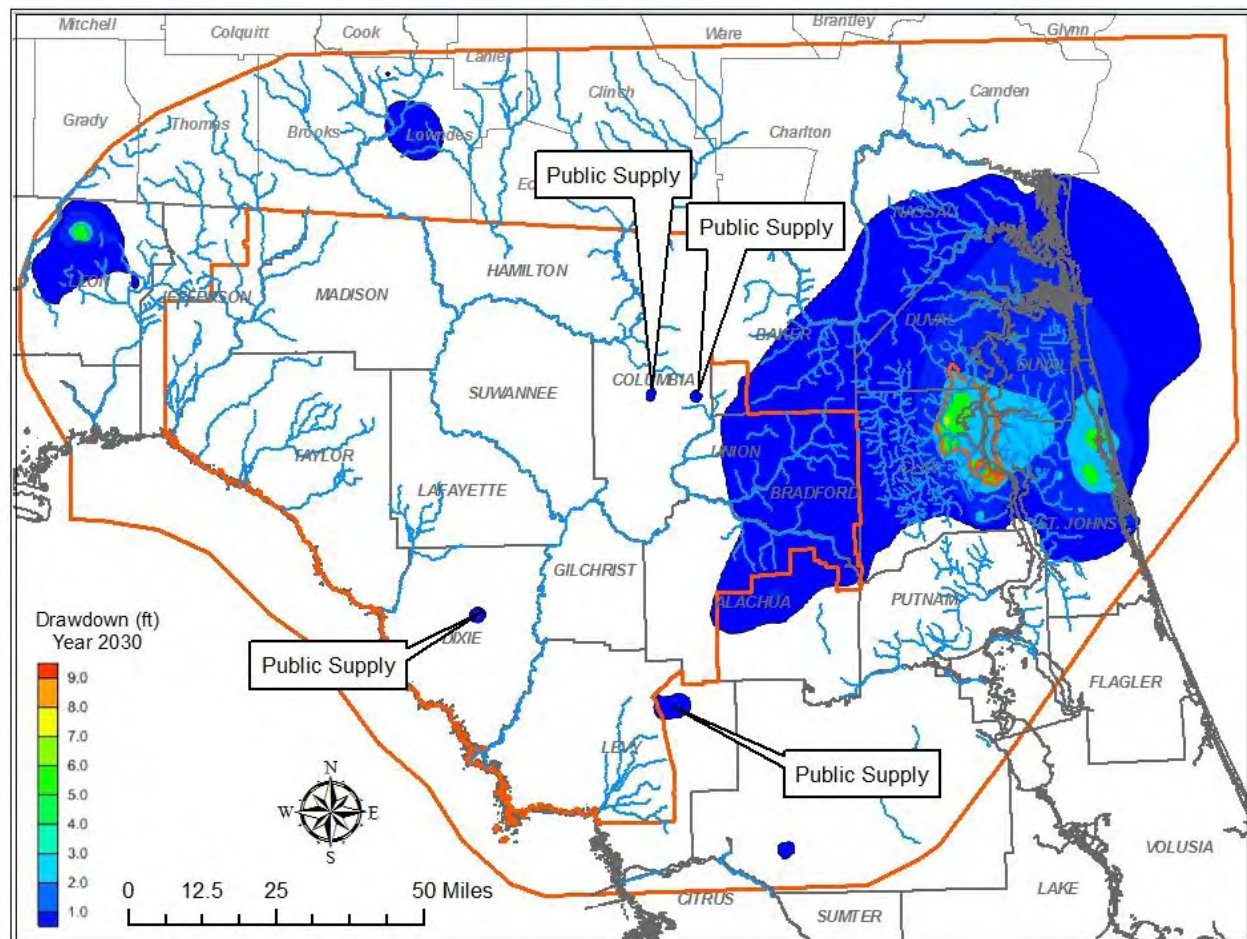 Mitchell
Colquitt
Cook
Lanier
Ware
Brantley
Glynn
Grady
Thomas
Brooks
Lowndes
Clinch
Charlton
Camden
Public Supply
Public Supply
NASSAU
LEON
JEFFERSON
MADISON
HAMILTON
BAKER
DUVAL
DUVAL
COLUMBIA
SUWANNEE
TAYLOR
LAFAYETTE
UNION
BRADFORD
CLAY
ST. JOHNS
GILCHRIST
ALACHUA
PUTNAM
DIXIE
Public Supply
FLAGLER
LEVY
Public Supply
Drawdown (ft)
Year 2030
9.0
8.0
7.0
6.0
5.0
4.0
3.0
2.0
1.0
N
W
E
S
0 12.5 25 50 Miles
VOLUSIA
LAKE
CITRUS
SUMTER